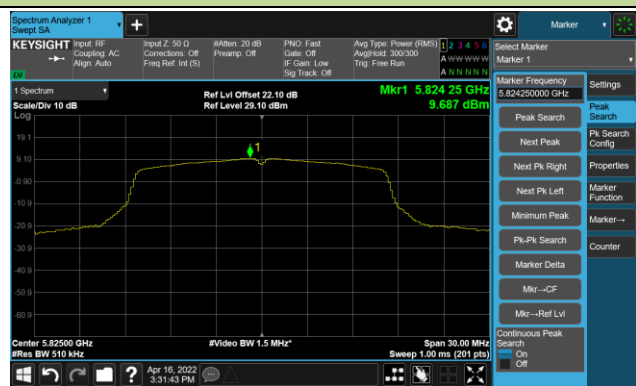 Spectrum Analyzer 1
Swept SA
Marker
KEYSIGHT
Input: RF
Coupling: AC
Align: Auto
Input Z: 50 Ω
Corrections: Off
Freq Ref: Int (S)
#Atten: 20 dB
Preamp: Off
PNO: Fast
Gate: Off
IF Gain: Low
Sig Track: Off
Avg Type: Power (RMS)
Avg|Hold: 300/300
Trig: Free Run
1 2 3 4 5 6
A W W W W W
A N N N N N
Select Marker
Marker 1
1 Spectrum
Scale/Div 10 dB
Log
Ref Lvl Offset 22.10 dB
Ref Level 29.10 dBm
Mkr1 5.824 25 GHz
9.687 dBm
19.1
9.10
-0.900
-10.9
-20.9
-30.9
-40.9
-50.9
-60.9
1
Center 5.82500 GHz
#Res BW 510 kHz
#Video BW 1.5 MHz*
Span 30.00 MHz
Sweep 1.00 ms (201 pts)
Marker Frequency
5.824250000 GHz
Peak Search
Next Peak
Next Pk Right
Next Pk Left
Minimum Peak
Pk-Pk Search
Marker Delta
Mkr→CF
Mkr→Ref Lvl
Continuous Peak
Search
On
Off
Settings
Peak
Search
Pk Search
Config
Properties
Marker
Function
Marker→
Counter
?
Apr 16, 2022
3:31:43 PM